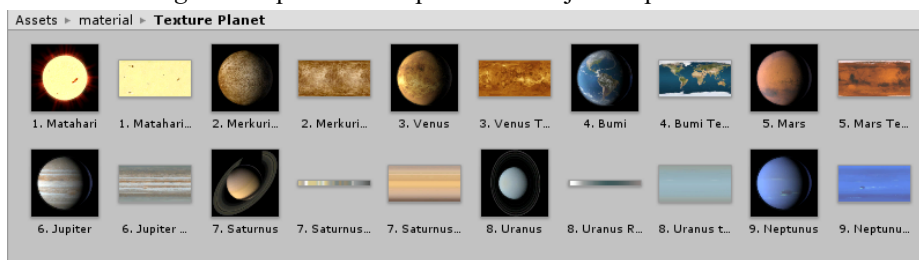 Assets ▸ material ▸ Texture Planet
1. Matahari 1. Matahari... 2. Merkuri... 2. Merkuri... 3. Venus 3. Venus T... 4. Bumi 4. Bumi Te... 5. Mars 5. Mars Te...
6. Jupiter 6. Jupiter ... 7. Saturnus 7. Saturnus... 7. Saturnus... 8. Uranus 8. Uranus R... 8. Uranus t... 9. Neptunus 9. Neptunu...